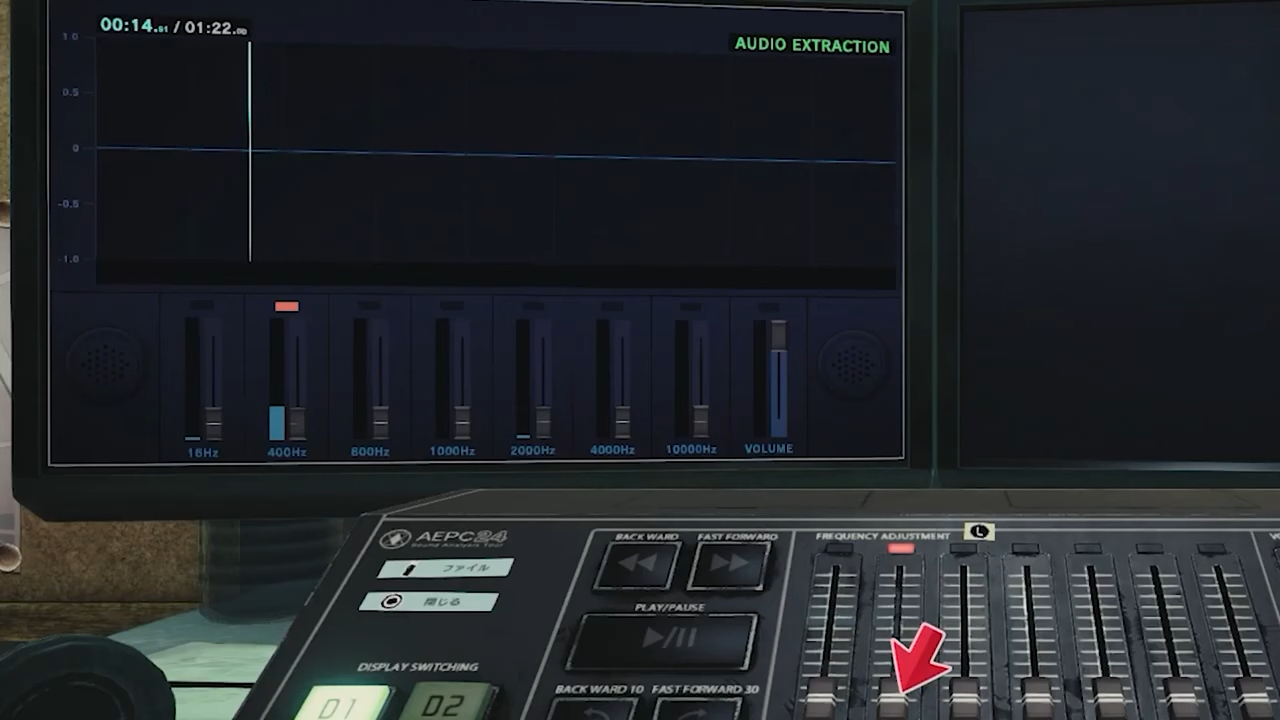 00:14.61 / 01:22.00
AUDIO EXTRACTION
1.0
0.5
0
-0.5
-1.0
16Hz
400Hz
800Hz
1000Hz
2000Hz
4000Hz
10000Hz
VOLUME
AEPC24
Sound Analysis Tool
ファイル
閉じる
DISPLAY SWITCHING
D1
D2
BACK WARD
FAST FORWARD
PLAY/PAUSE
BACK WARD 10
FAST FORWARD 30
FREQUENCY ADJUSTMENT
L